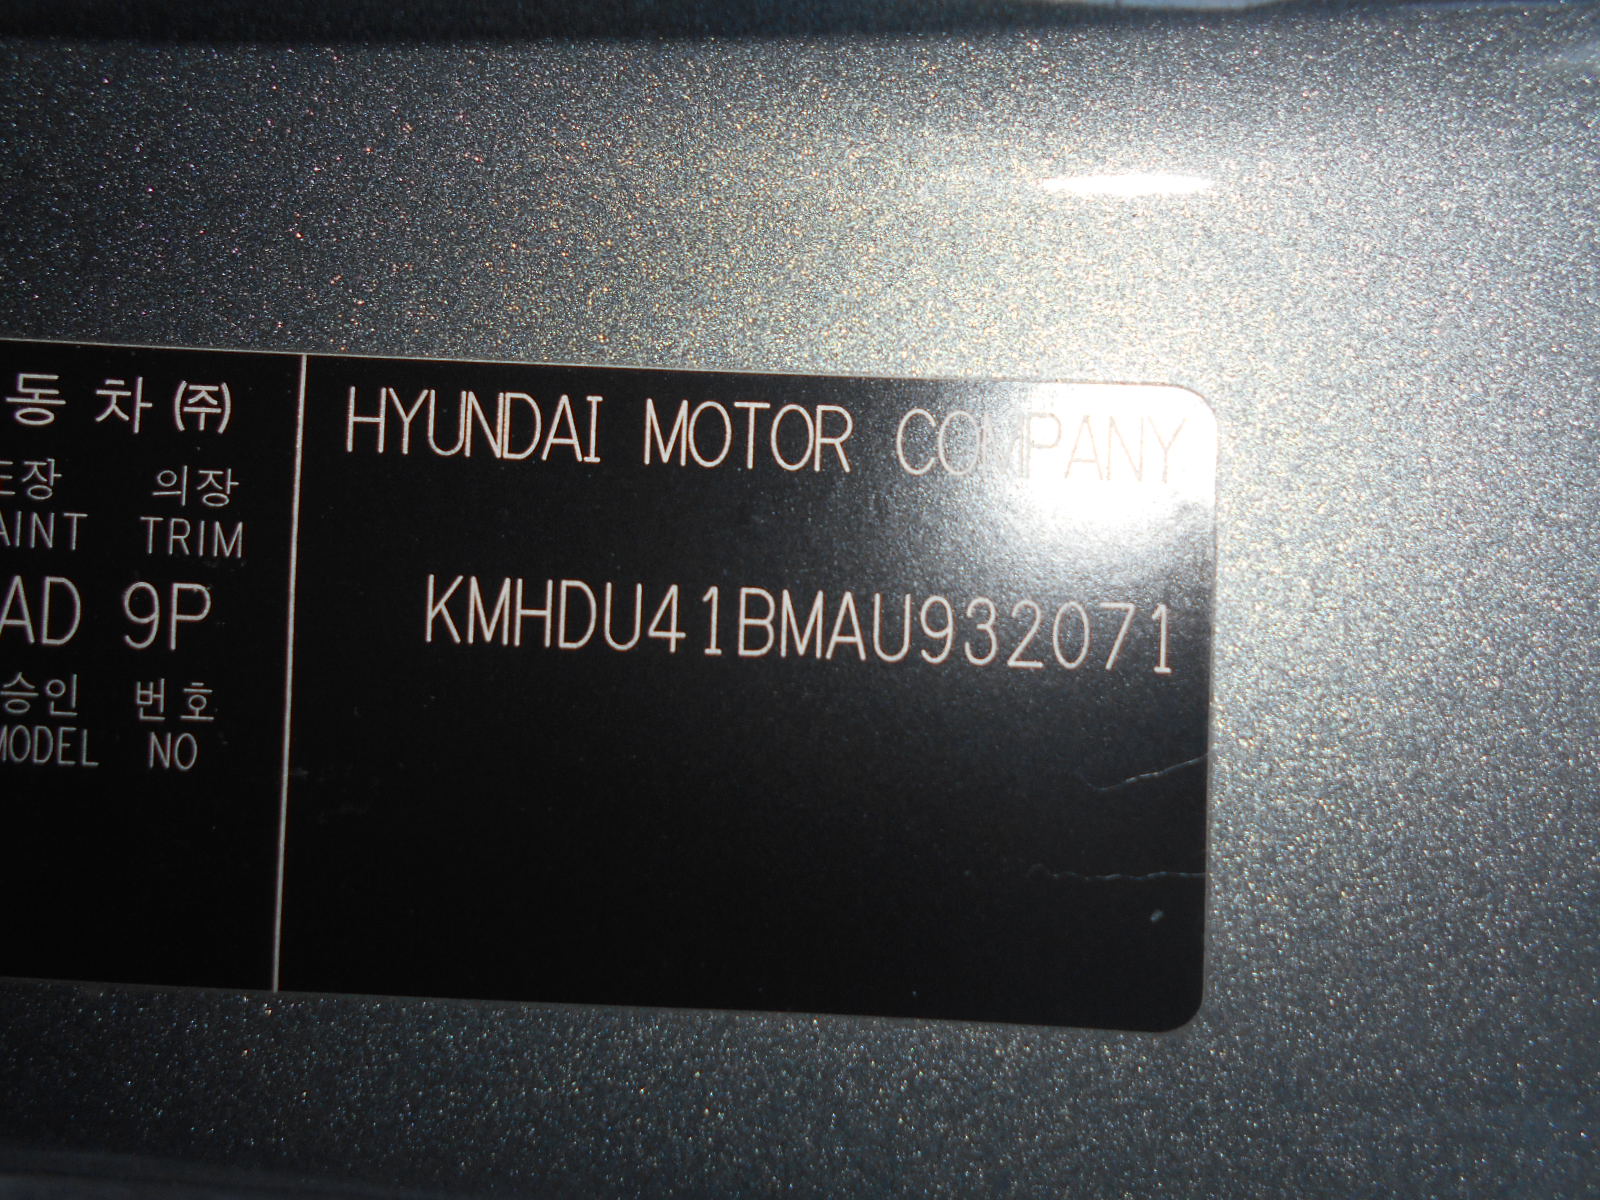 동차(주)
HYUNDAI MOTOR COMPANY
도장 의장
AINT TRIM
AD 9P
KMHDU41BMAU932071
승인 번호
MODEL NO